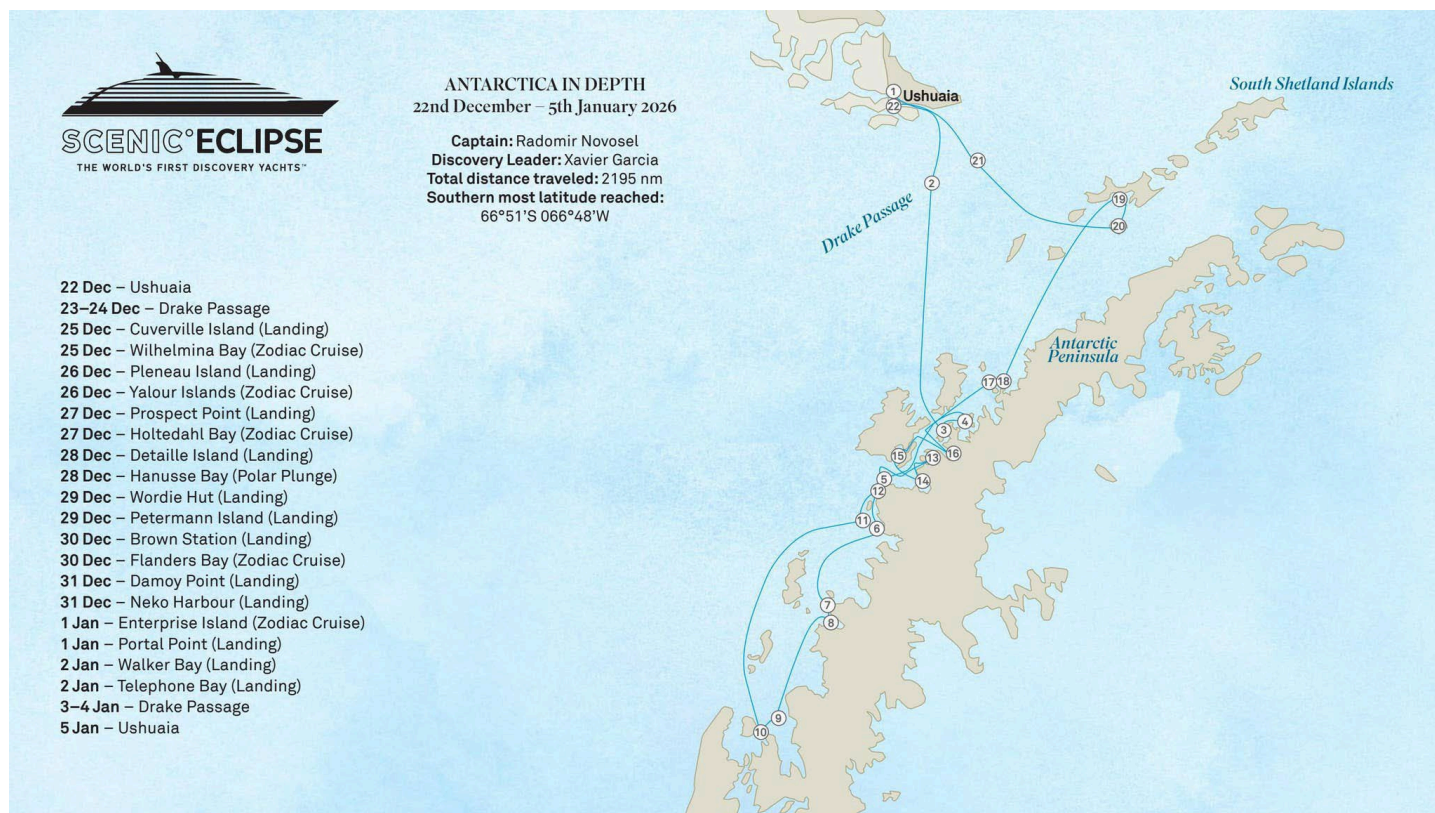 SCENIC° ECLIPSE
THE WORLD'S FIRST DISCOVERY YACHTS™
ANTARCTICA IN DEPTH
22nd December – 5th January 2026
Captain: Radomir Novosel
Discovery Leader: Xavier Garcia
Total distance traveled: 2195 nm
Southern most latitude reached:
66°51'S 066°48'W
22 Dec – Ushuaia
23–24 Dec – Drake Passage
25 Dec – Cuverville Island (Landing)
25 Dec – Wilhelmina Bay (Zodiac Cruise)
26 Dec – Pleneau Island (Landing)
26 Dec – Yalour Islands (Zodiac Cruise)
27 Dec – Prospect Point (Landing)
27 Dec – Holtedahl Bay (Zodiac Cruise)
28 Dec – Detaille Island (Landing)
28 Dec – Hanusse Bay (Polar Plunge)
29 Dec – Wordie Hut (Landing)
29 Dec – Petermann Island (Landing)
30 Dec – Brown Station (Landing)
30 Dec – Flanders Bay (Zodiac Cruise)
31 Dec – Damoy Point (Landing)
31 Dec – Neko Harbour (Landing)
1 Jan – Enterprise Island (Zodiac Cruise)
1 Jan – Portal Point (Landing)
2 Jan – Walker Bay (Landing)
2 Jan – Telephone Bay (Landing)
3–4 Jan – Drake Passage
5 Jan – Ushuaia
South Shetland Islands
1
Ushuaia
22
21
2
19
Drake Passage
20
Antarctic
Peninsula
17 18
4
3
15
13
16
5
14
12
11
6
7
8
9
10